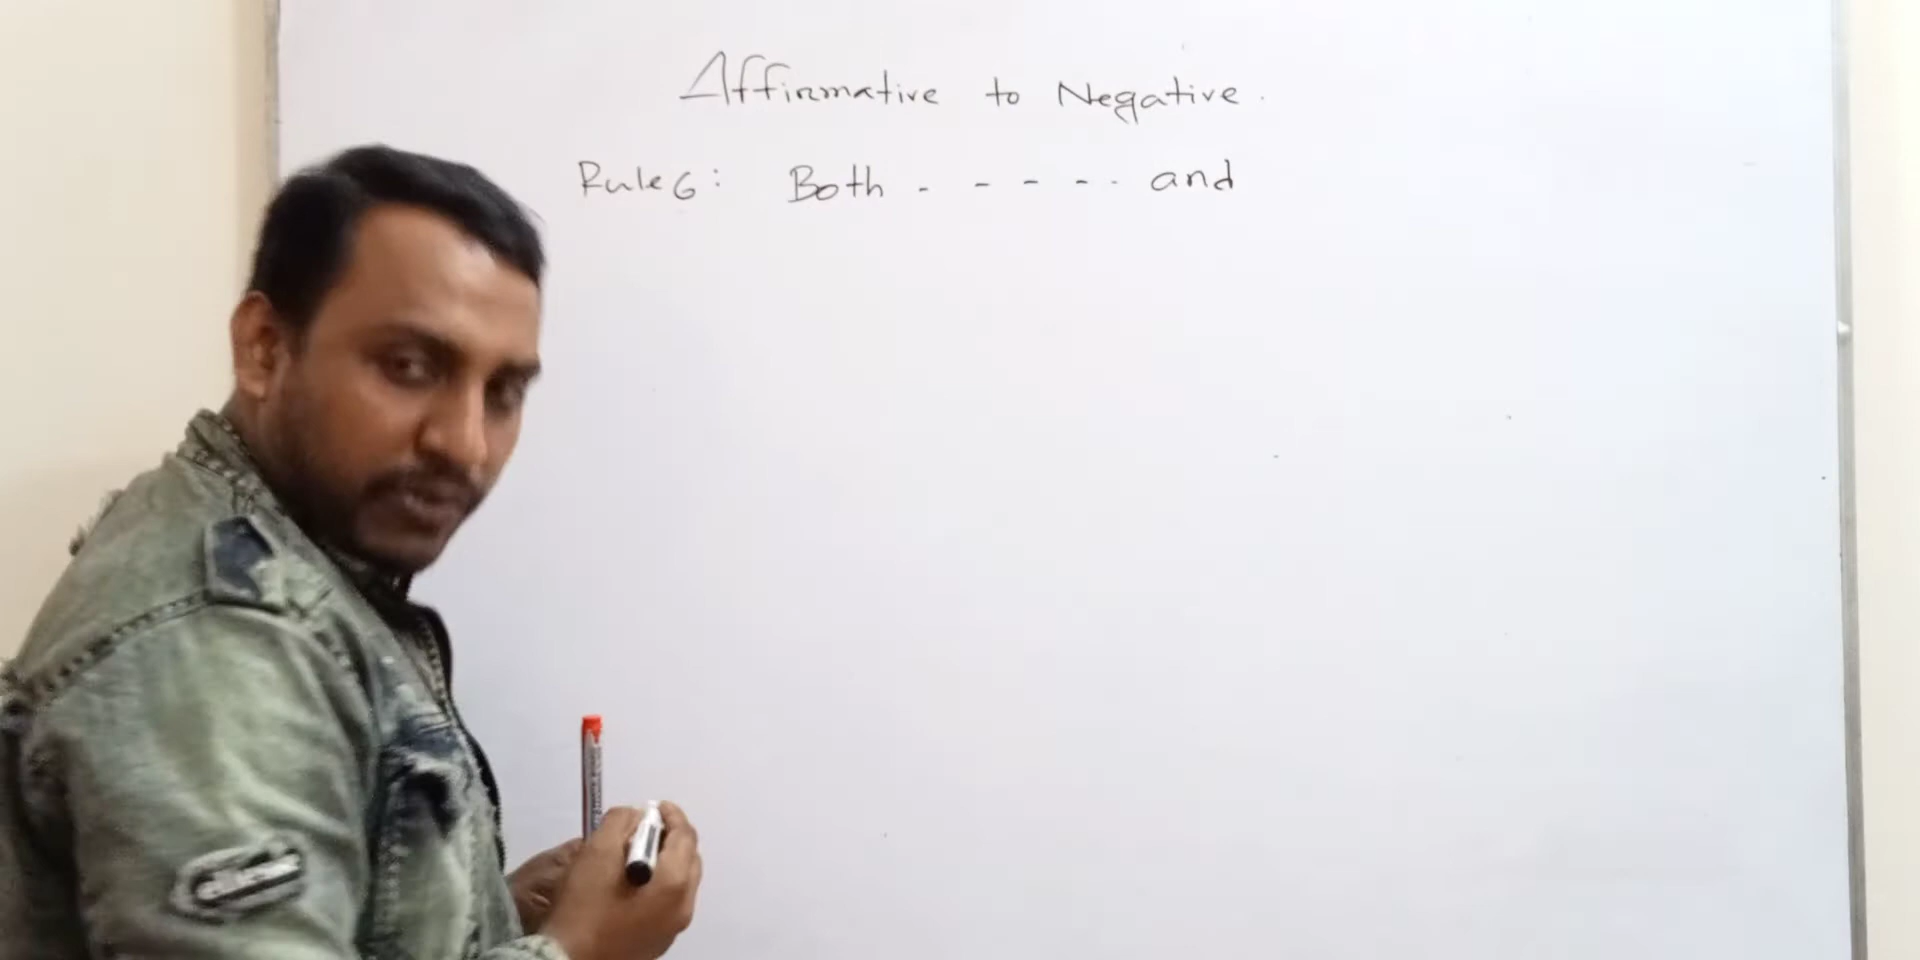 Affirmative to Negative.
Rule 6: Both - - - - - and